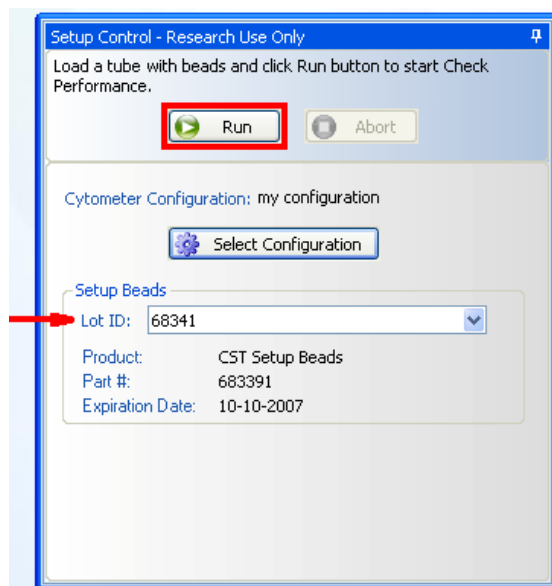 Setup Control - Research Use Only
Load a tube with beads and click Run button to start Check
Performance.
Run Abort
Cytometer Configuration: my configuration
Select Configuration
Setup Beads
Lot ID: 68341
Product: CST Setup Beads
Part #: 683391
Expiration Date: 10-10-2007